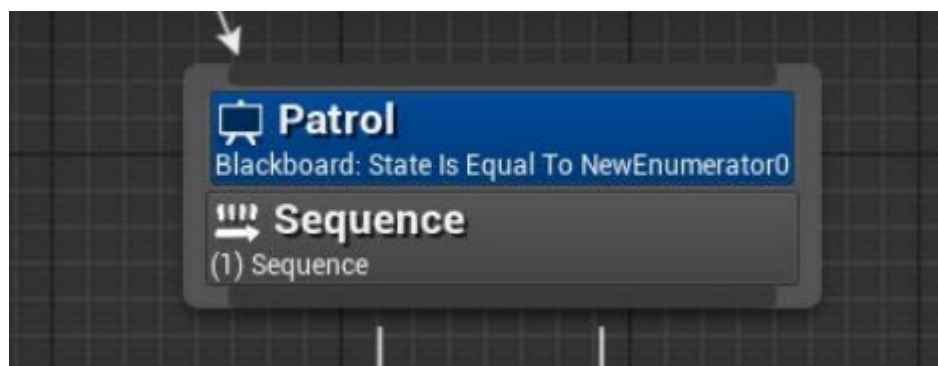 Patrol
Blackboard: State Is Equal To NewEnumerator0
Sequence
(1) Sequence